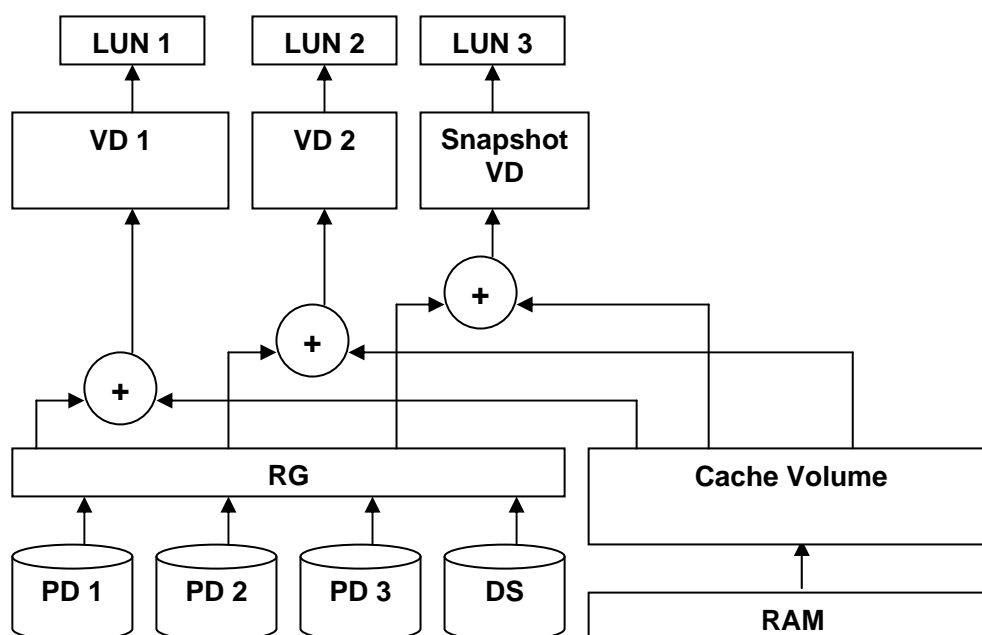 LUN 1
LUN 2
LUN 3
VD 1
VD 2
Snapshot
VD
+
+
+
RG
Cache Volume
PD 1
PD 2
PD 3
DS
RAM